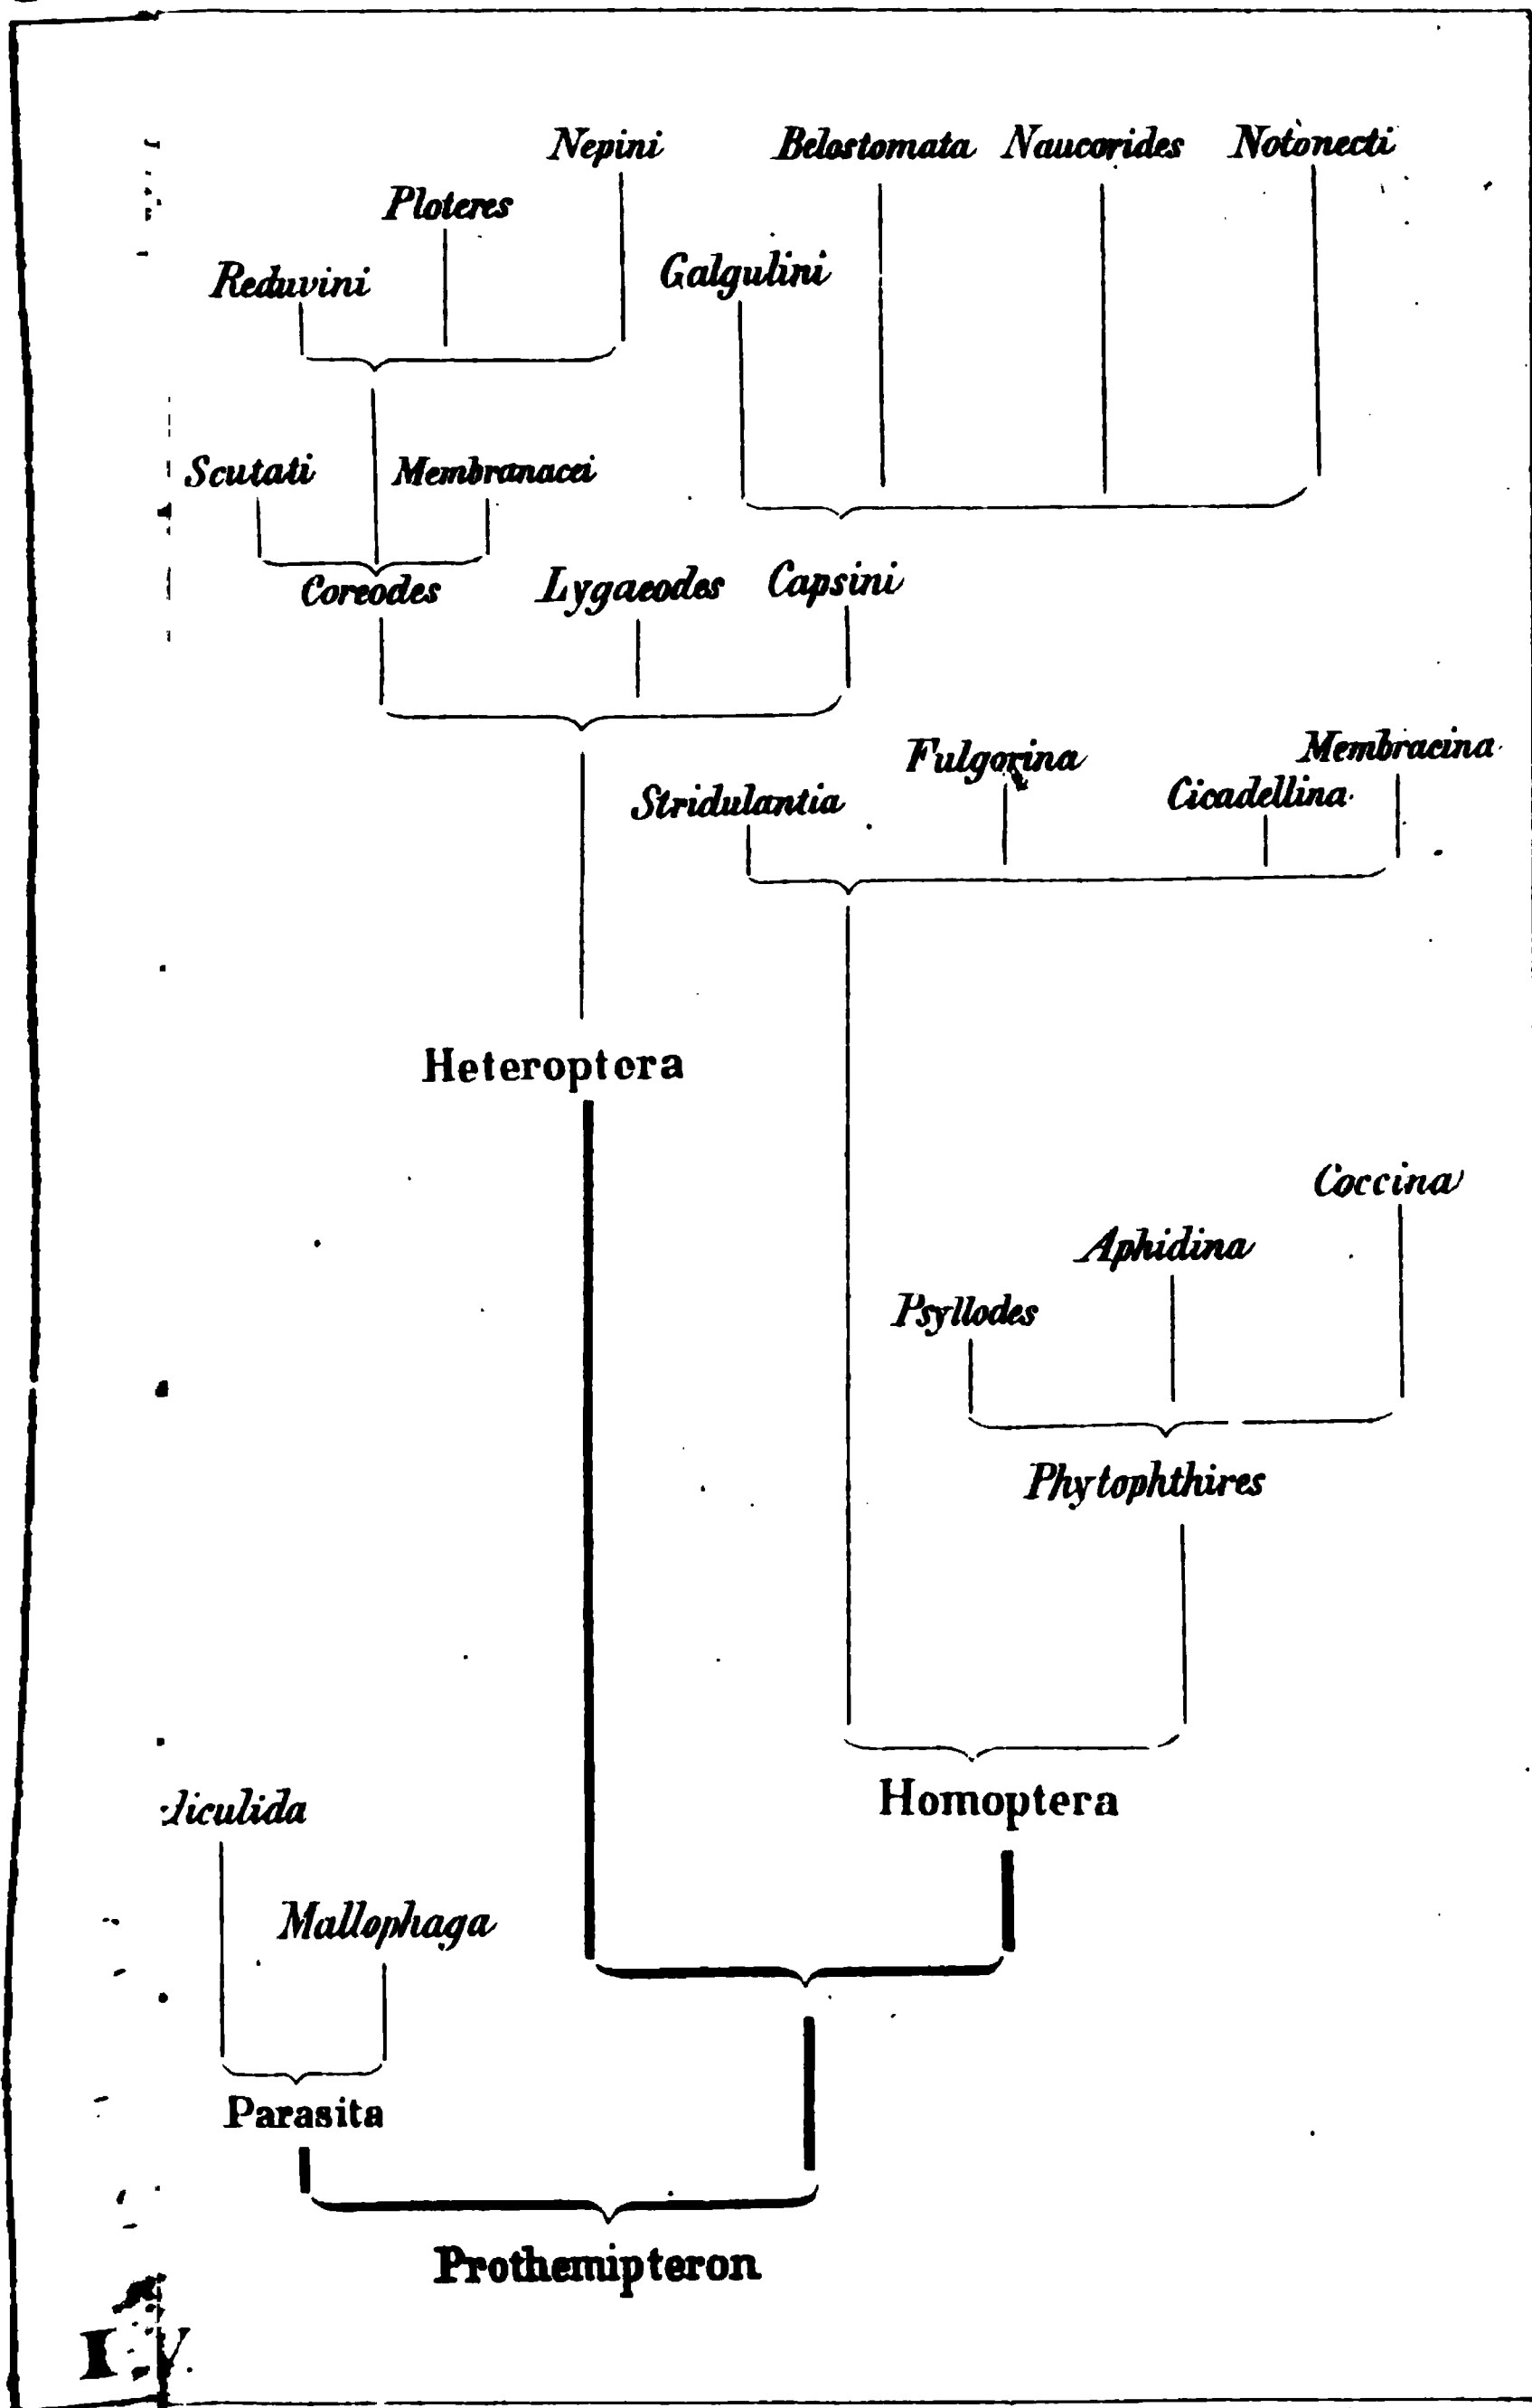 Nepini Belostomata Naucorides Notonecti
Ploteres
Reduvini Galgulini
Scutati Membranacei
Coreodes Lygaeodes Capsini
Fulgorina Membracina
Stridulantia Cicadellina
Heteroptera
Coccina
Aphidina
Psyllodes
Phytophthires
Homoptera
iculida
Mallophaga
Parasita
Prothemipteron